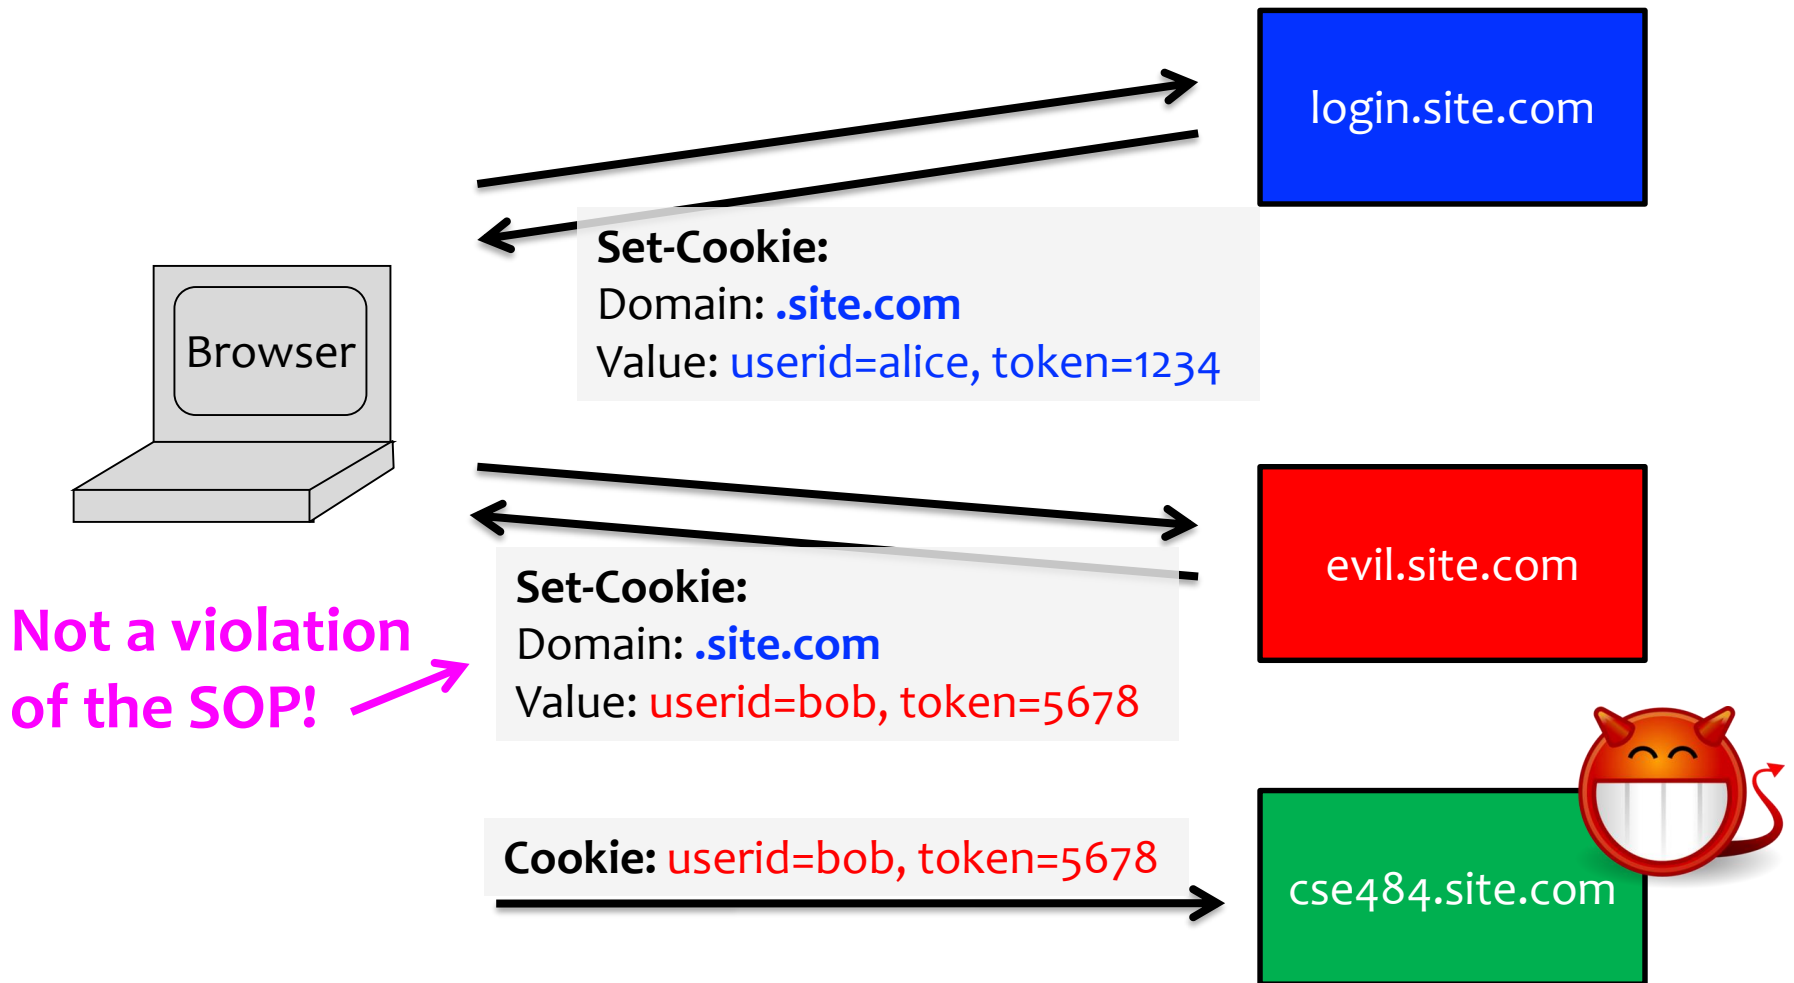 login.site.com
Set-Cookie:
Domain: .site.com
Value: userid=alice, token=1234
Browser
evil.site.com
Set-Cookie:
Domain: .site.com
Value: userid=bob, token=5678
Not a violation
of the SOP!
Cookie: userid=bob, token=5678
cse484.site.com